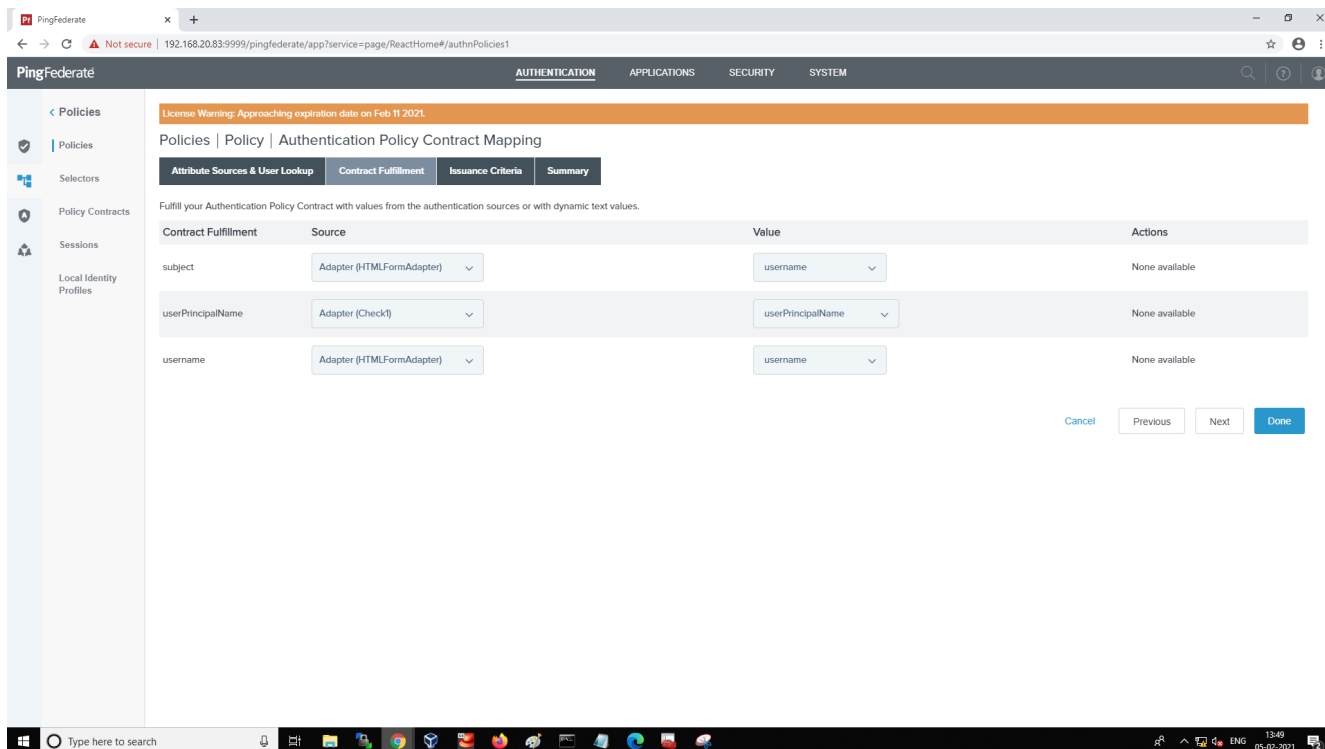 PingFederate
Not secure | 192.168.20.83:9999/pingfederate/app?service=page/ReactHome#/authnPolicies1
PingFederate AUTHENTICATION APPLICATIONS SECURITY SYSTEM
< Policies
Policies
Selectors
Policy Contracts
Sessions
Local Identity
Profiles
License Warning: Approaching expiration date on Feb 11 2021.
Policies | Policy | Authentication Policy Contract Mapping
Attribute Sources & User Lookup Contract Fulfillment Issuance Criteria Summary
Fulfill your Authentication Policy Contract with values from the authentication sources or with dynamic text values.
Contract Fulfillment Source Value Actions
subject Adapter (HTMLFormAdapter) username None available
userPrincipalName Adapter (Check1) userPrincipalName None available
username Adapter (HTMLFormAdapter) username None available
Cancel Previous Next Done
Type here to search
ENG 13:49
05-02-2021